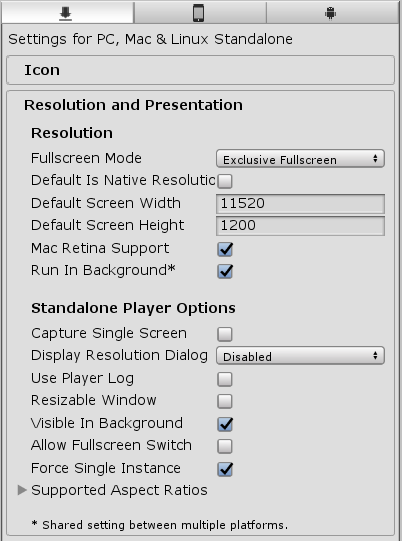 Settings for PC, Mac & Linux Standalone
Icon
Resolution and Presentation
Resolution
Fullscreen Mode Exclusive Fullscreen
Default Is Native Resolutic
Default Screen Width 11520
Default Screen Height 1200
Mac Retina Support
Run In Background*
Standalone Player Options
Capture Single Screen
Display Resolution Dialog Disabled
Use Player Log
Resizable Window
Visible In Background
Allow Fullscreen Switch
Force Single Instance
Supported Aspect Ratios
* Shared setting between multiple platforms.